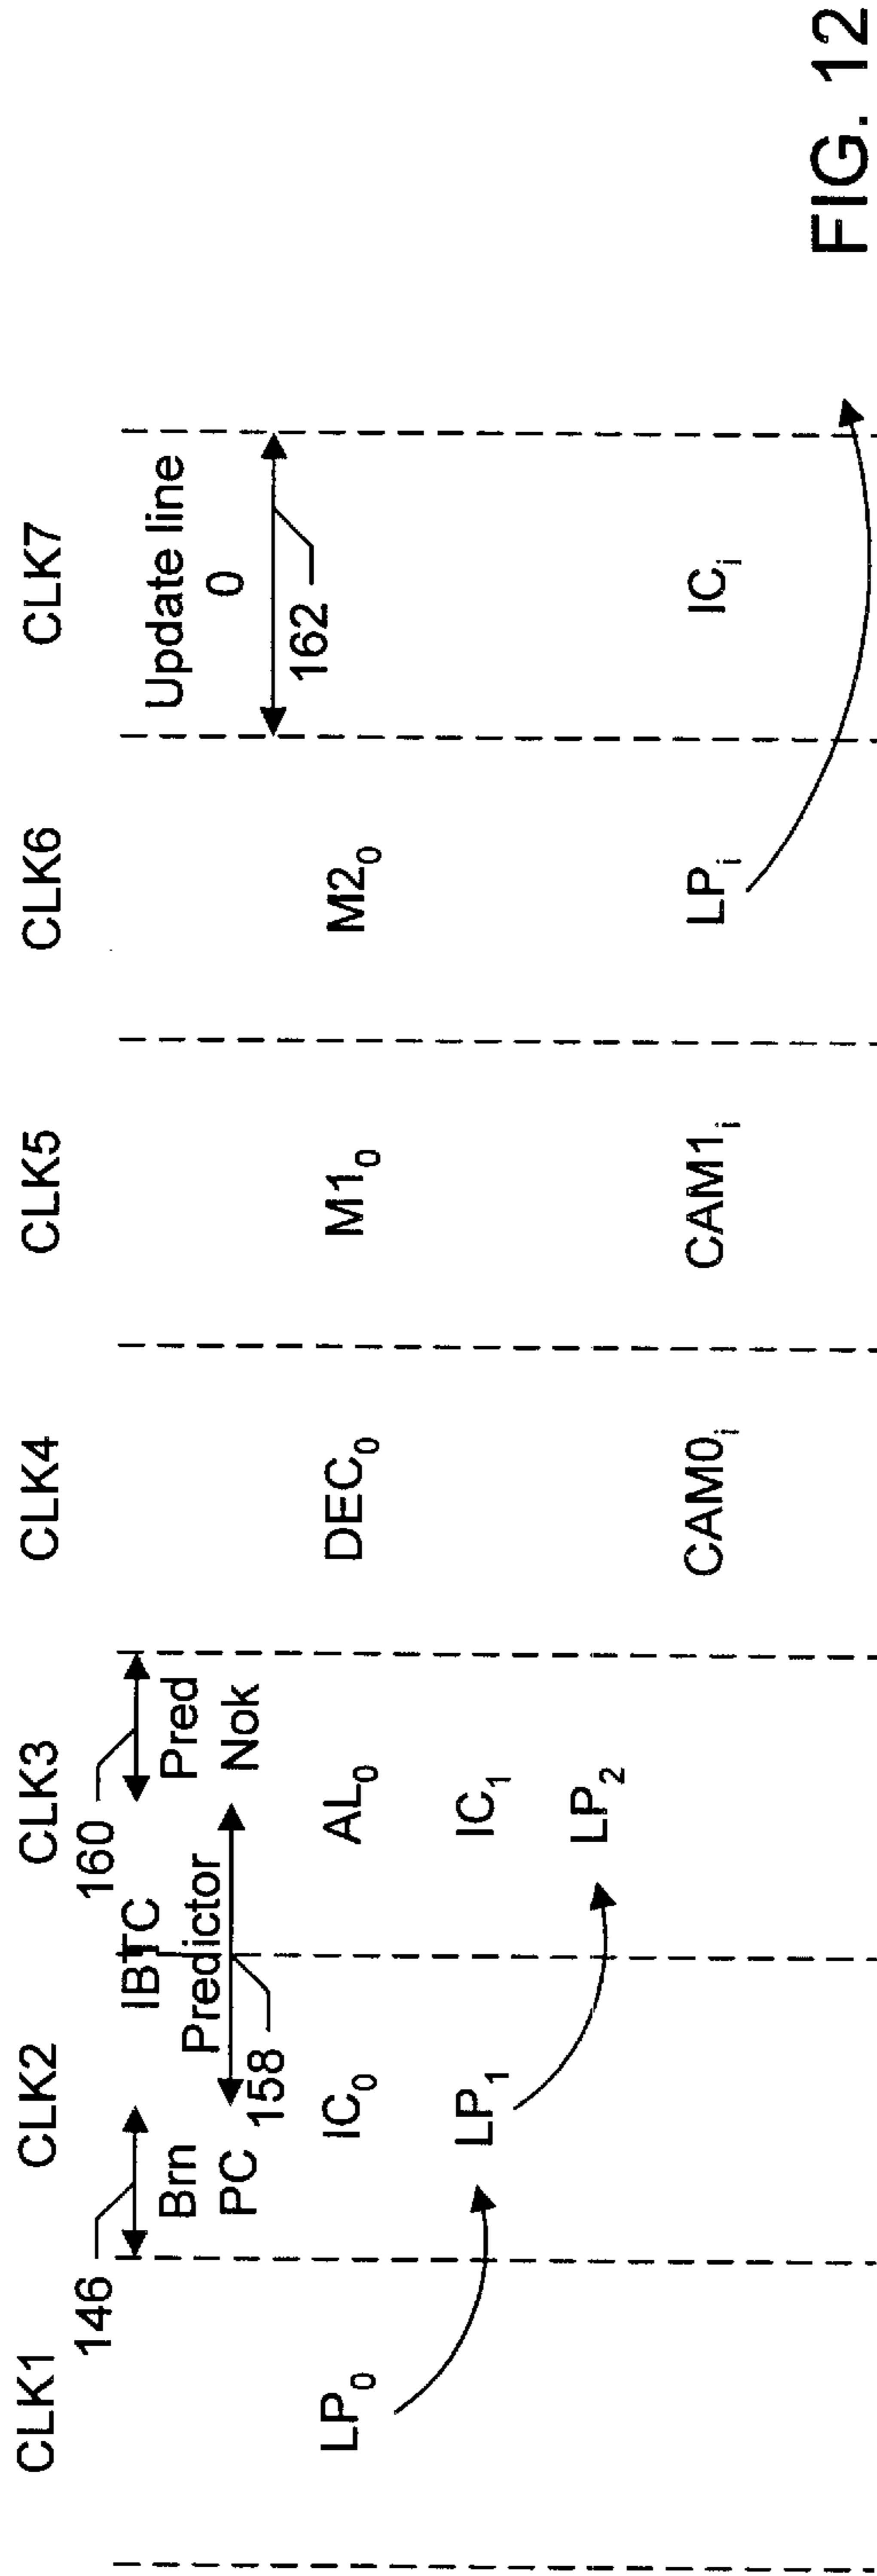 CLK1 CLK2 CLK3 CLK4 CLK5 CLK6 CLK7
146 160
Brn IBTC Pred Update line
PC Predictor Nok 0
158 162
LP0 IC0 AL0 DEC0 M10 M20
LP1 IC1
LP2
CAM0i CAM1i LPi ICi
FIG. 12